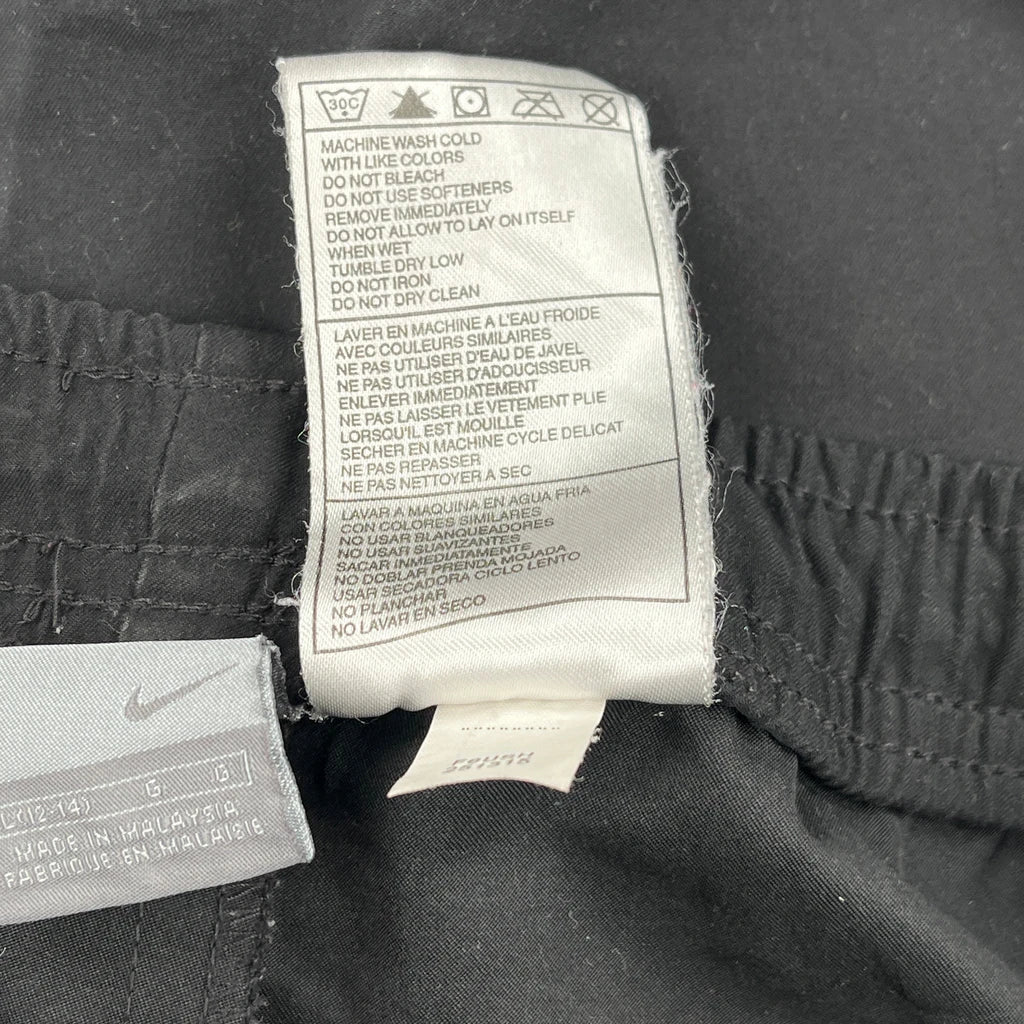 30C
MACHINE WASH COLD
WITH LIKE COLORS
DO NOT BLEACH
DO NOT USE SOFTENERS
REMOVE IMMEDIATELY
DO NOT ALLOW TO LAY ON ITSELF
WHEN WET
TUMBLE DRY LOW
DO NOT IRON
DO NOT DRY CLEAN
LAVER EN MACHINE A L'EAU FROIDE
AVEC COULEURS SIMILAIRES
NE PAS UTILISER D'EAU DE JAVEL
NE PAS UTILISER D'ADOUCISSEUR
ENLEVER IMMEDIATEMENT
NE PAS LAISSER LE VETEMENT PLIE
LORSQU'IL EST MOUILLE
SECHER EN MACHINE CYCLE DELICAT
NE PAS REPASSER
NE PAS NETTOYER A SEC
LAVAR A MAQUINA EN AGUA FRIA
CON COLORES SIMILARES
NO USAR BLANQUEADORES
NO USAR SUAVIZANTES
SACAR INMEDIATAMENTE
NO DOBLAR PRENDA MOJADA
USAR SECADORA CICLO LENTO
NO PLANCHAR
NO LAVAR EN SECO
L(12-14) G G
MADE IN MALAYSIA
FABRIQUE EN MALAISIE